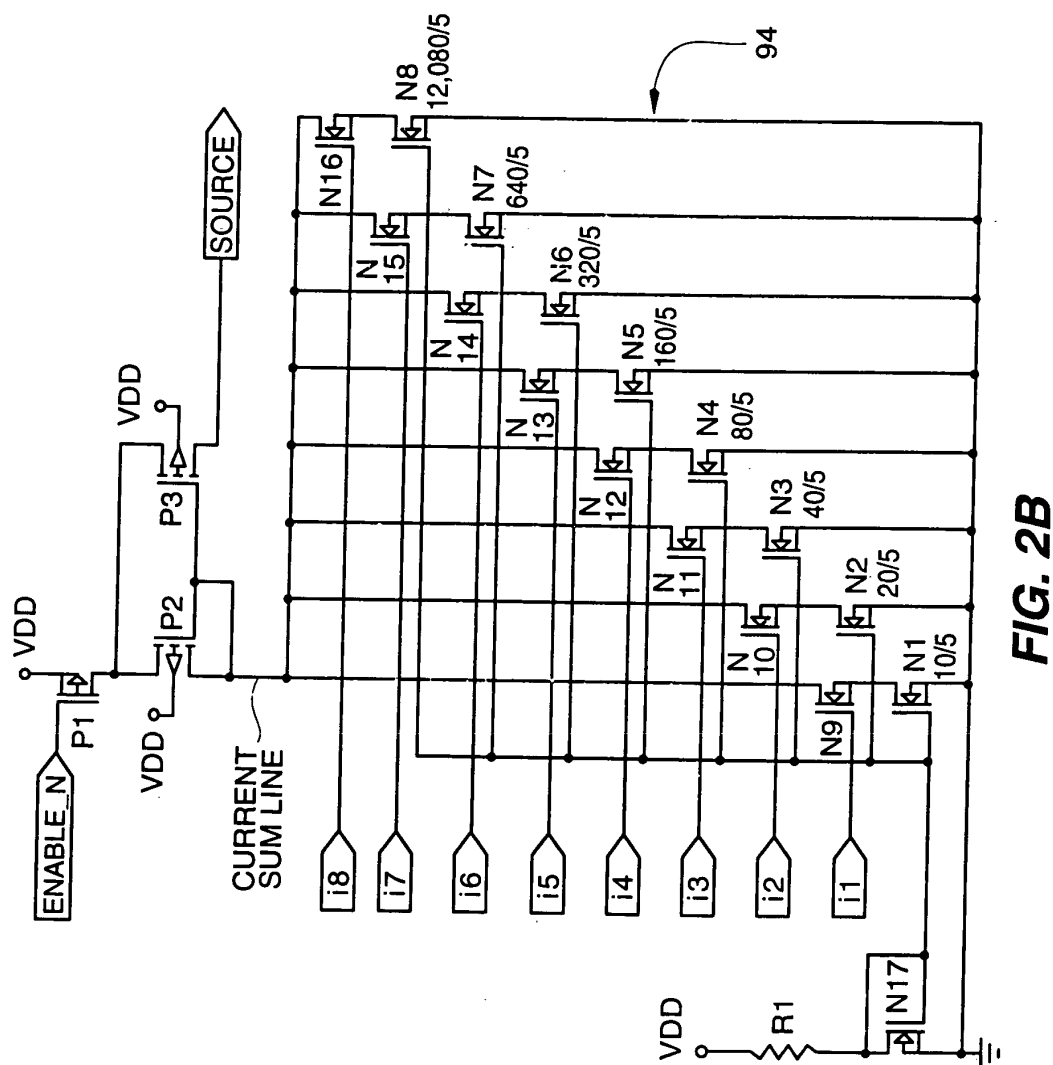 VDD
ENABLE_N
P1
VDD
P2
P3
VDD
SOURCE
CURRENT
SUM LINE
i8
i7
i6
i5
i4
i3
i2
i1
N16
N8
12,080/5
N
15
N7
640/5
N
14
N6
320/5
N
13
N5
160/5
N
12
N4
80/5
N
11
N3
40/5
N
10
N2
20/5
N9
N1
10/5
94
VDD
R1
N17
FIG. 2B